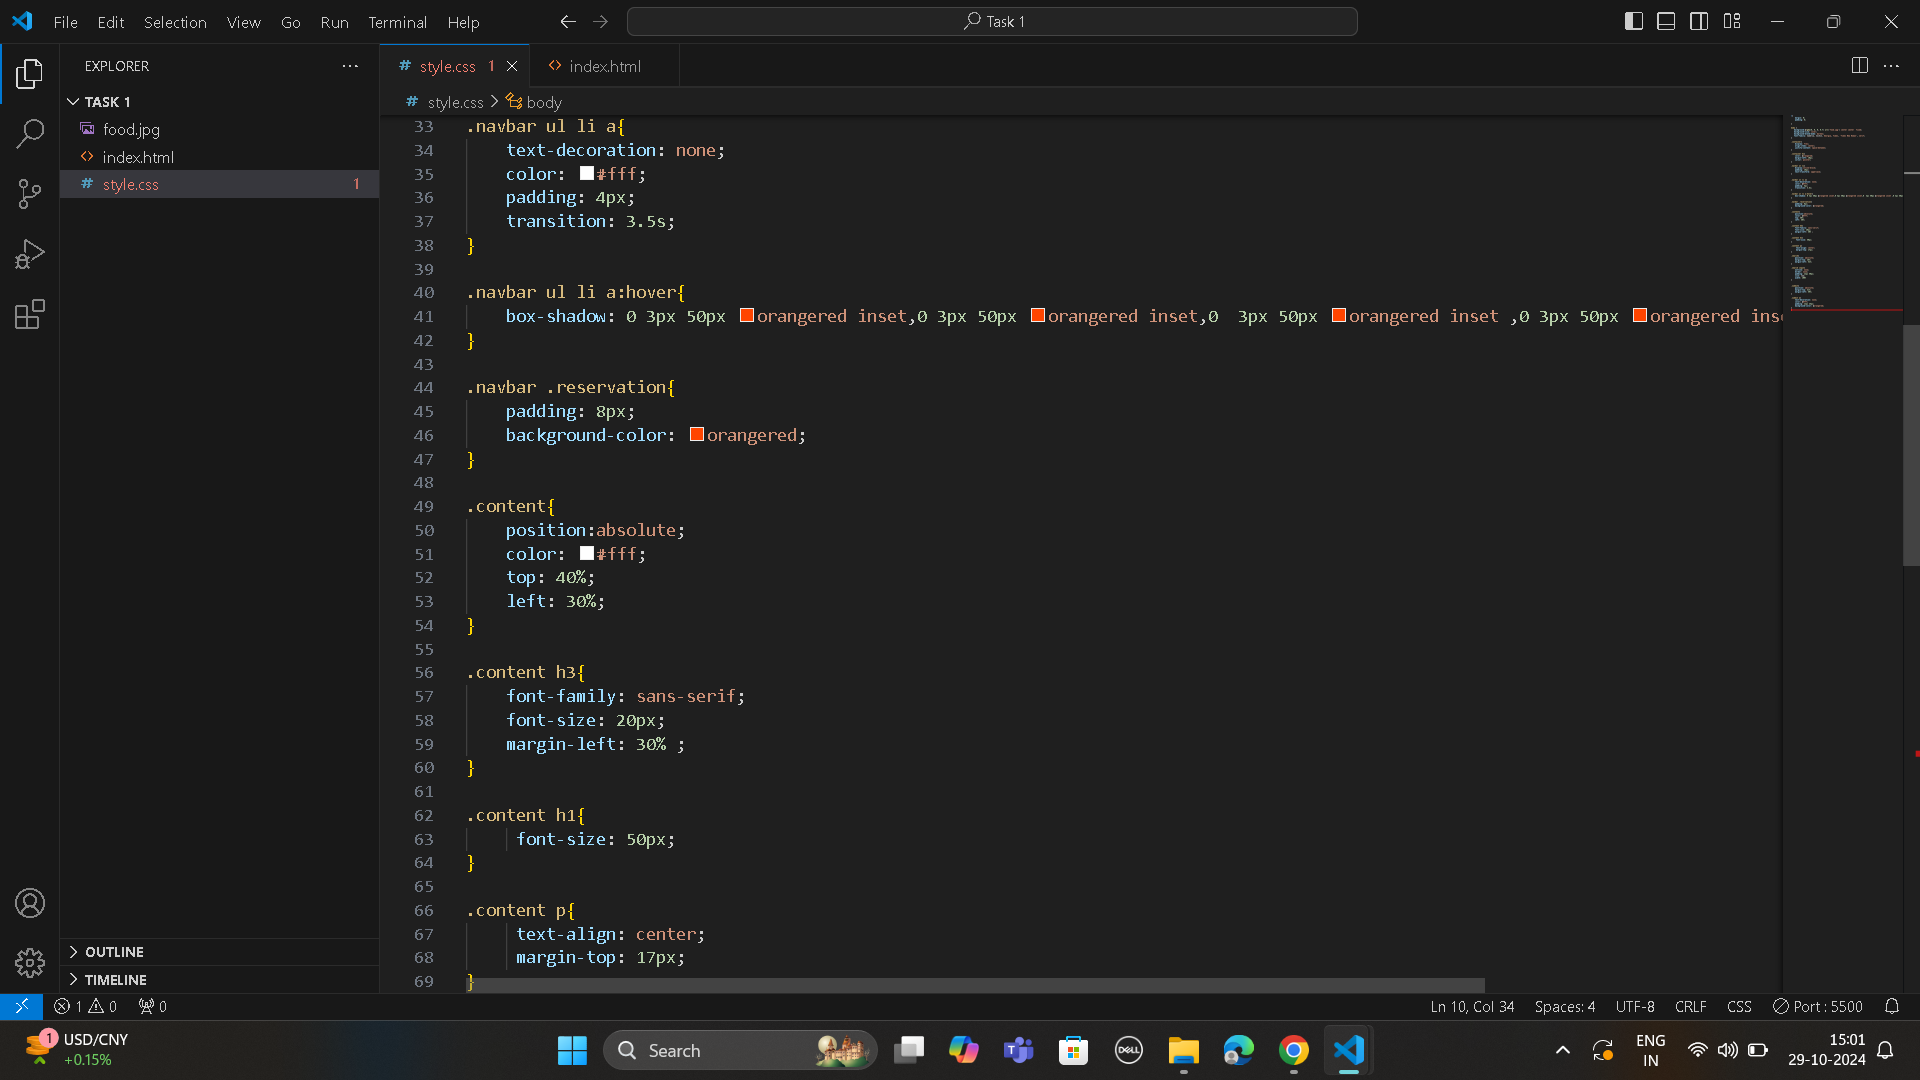 File Edit Selection View Go Run Terminal Help
Task 1
EXPLORER
TASK 1
food.jpg
index.html
style.css 1
OUTLINE
TIMELINE
style.css 1
index.html
style.css > body
33 .navbar ul li a{
34 text-decoration: none;
35 color: #fff;
36 padding: 4px;
37 transition: 3.5s;
38 }
39
40 .navbar ul li a:hover{
41 box-shadow: 0 3px 50px orangered inset,0 3px 50px orangered inset,0  3px 50px orangered inset ,0 3px 50px orangered inse
42 }
43
44 .navbar .reservation{
45 padding: 8px;
46 background-color: orangered;
47 }
48
49 .content{
50 position:absolute;
51 color: #fff;
52 top: 40%;
53 left: 30%;
54 }
55
56 .content h3{
57 font-family: sans-serif;
58 font-size: 20px;
59 margin-left: 30% ;
60 }
61
62 .content h1{
63 font-size: 50px;
64 }
65
66 .content p{
67 text-align: center;
68 margin-top: 17px;
69 }
1 0 0
Ln 10, Col 34 Spaces: 4 UTF-8 CRLF CSS Port : 5500
1 USD/CNY
+0.15%
Search
DELL
ENG
IN
15:01
29-10-2024